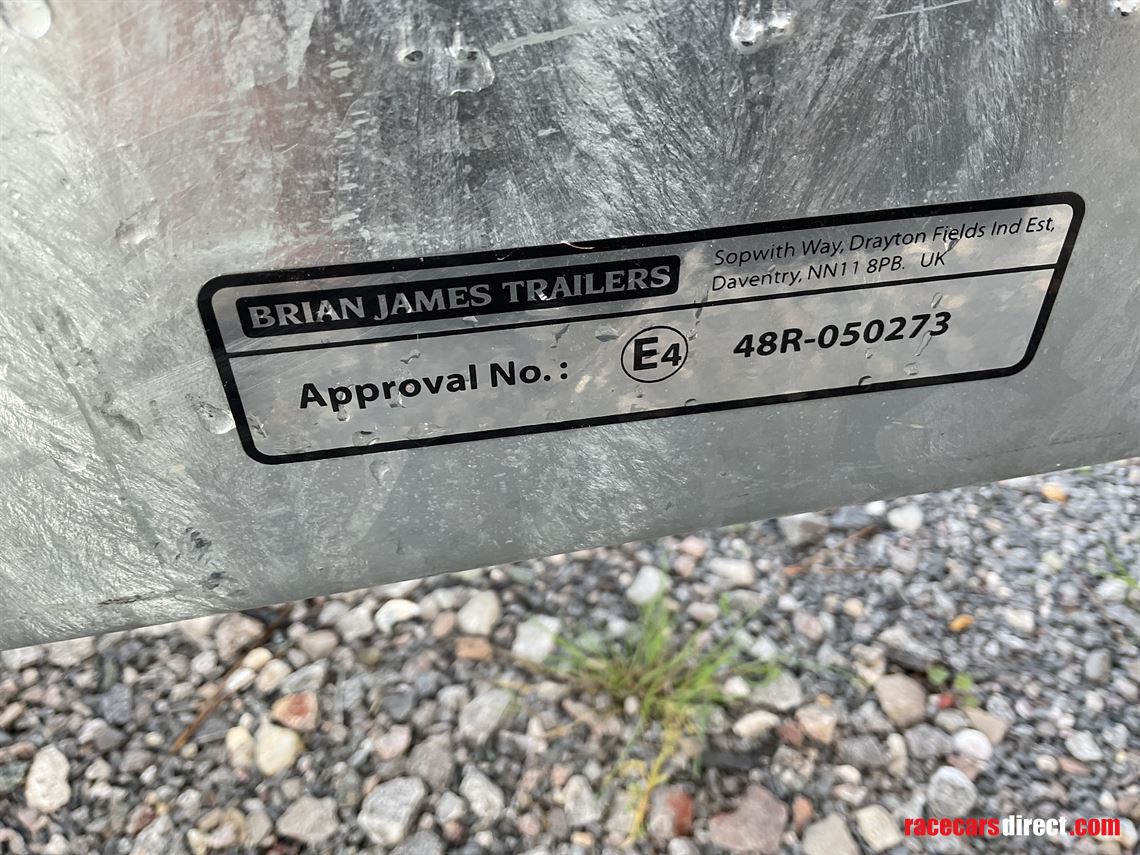 BRIAN JAMES TRAILERS
Sopwith Way, Drayton Fields Ind Est,
Daventry, NN11 8PB. UK
Approval No.: E4 48R-050273
racecarsdirect.com